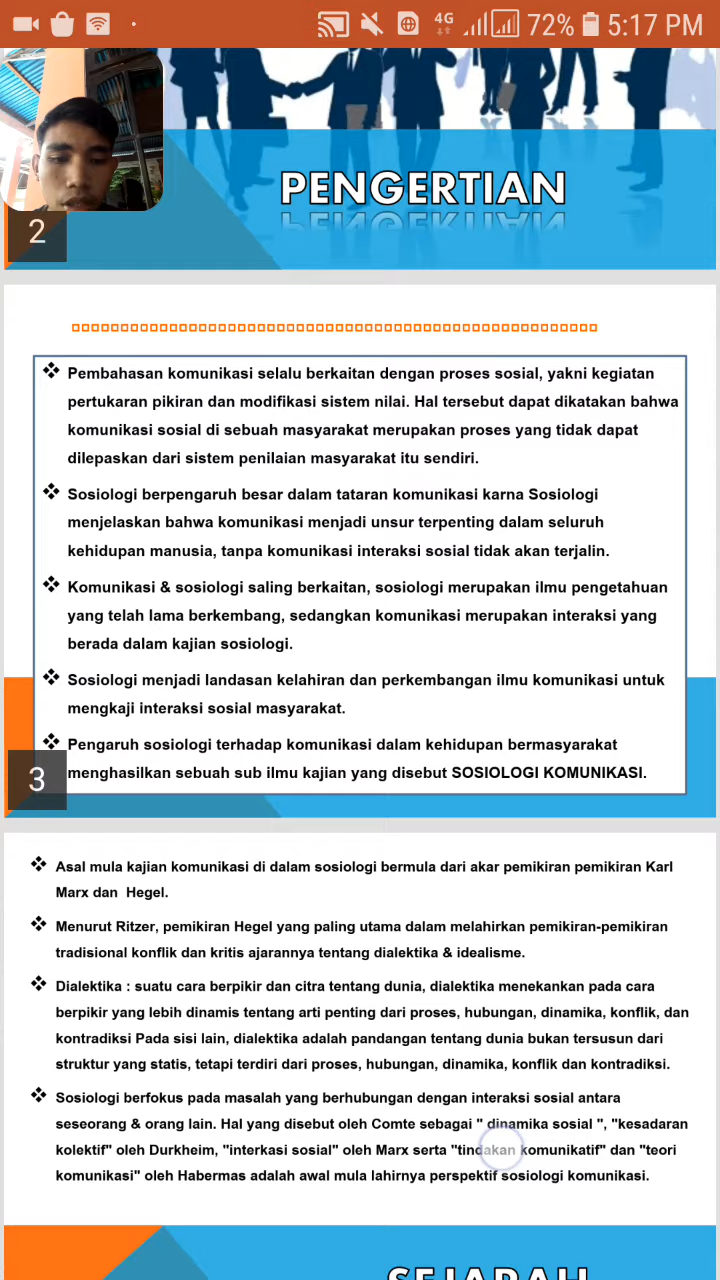 4G 72% 5:17 PM
PENGERTIAN
2
❖ Pembahasan komunikasi selalu berkaitan dengan proses sosial, yakni kegiatan
pertukaran pikiran dan modifikasi sistem nilai. Hal tersebut dapat dikatakan bahwa
komunikasi sosial di sebuah masyarakat merupakan proses yang tidak dapat
dilepaskan dari sistem penilaian masyarakat itu sendiri.
❖ Sosiologi berpengaruh besar dalam tataran komunikasi karna Sosiologi
menjelaskan bahwa komunikasi menjadi unsur terpenting dalam seluruh
kehidupan manusia, tanpa komunikasi interaksi sosial tidak akan terjalin.
❖ Komunikasi & sosiologi saling berkaitan, sosiologi merupakan ilmu pengetahuan
yang telah lama berkembang, sedangkan komunikasi merupakan interaksi yang
berada dalam kajian sosiologi.
❖ Sosiologi menjadi landasan kelahiran dan perkembangan ilmu komunikasi untuk
mengkaji interaksi sosial masyarakat.
❖ Pengaruh sosiologi terhadap komunikasi dalam kehidupan bermasyarakat
menghasilkan sebuah sub ilmu kajian yang disebut SOSIOLOGI KOMUNIKASI.
3
❖ Asal mula kajian komunikasi di dalam sosiologi bermula dari akar pemikiran pemikiran Karl
Marx dan Hegel.
❖ Menurut Ritzer, pemikiran Hegel yang paling utama dalam melahirkan pemikiran-pemikiran
tradisional konflik dan kritis ajarannya tentang dialektika & idealisme.
❖ Dialektika : suatu cara berpikir dan citra tentang dunia, dialektika menekankan pada cara
berpikir yang lebih dinamis tentang arti penting dari proses, hubungan, dinamika, konflik, dan
kontradiksi Pada sisi lain, dialektika adalah pandangan tentang dunia bukan tersusun dari
struktur yang statis, tetapi terdiri dari proses, hubungan, dinamika, konflik dan kontradiksi.
❖ Sosiologi berfokus pada masalah yang berhubungan dengan interaksi sosial antara
seseorang & orang lain. Hal yang disebut oleh Comte sebagai " dinamika sosial ", "kesadaran
kolektif" oleh Durkheim, "interkasi sosial" oleh Marx serta "tindakan komunikatif" dan "teori
komunikasi" oleh Habermas adalah awal mula lahirnya perspektif sosiologi komunikasi.
SEJARAH